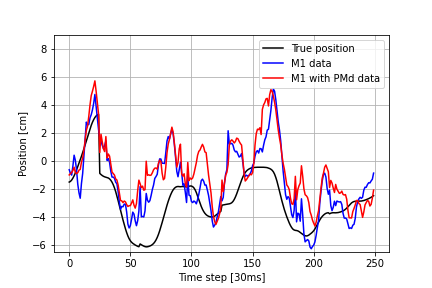 True position
M1 data
M1 with PMd data
Position [cm]
8
6
4
2
0
−2
−4
−6
0
50
100
150
200
250
Time step [30ms]